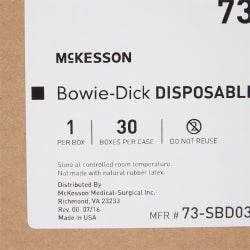 73
McKESSON
Bowie-Dick DISPOSABLE
1 30
PER BOX BOXES PER CASE DO NOT REUSE
Store at controlled room temperature.
Not made with natural rubber latex.
Distributed By
McKesson Medical-Surgical Inc.
Richmond, VA 23233
Rev. 00 07/16
Made in USA MFR # 73-SBD03